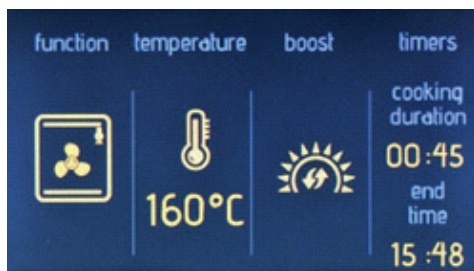 function temperature boost timers
cooking
duration
160°C
00:45
end
time
15:48